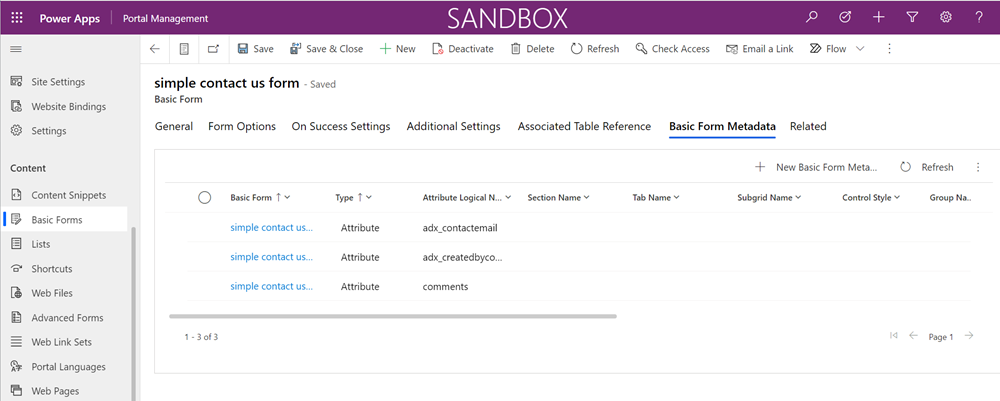 Power Apps Portal Management SANDBOX
Save Save & Close New Deactivate Delete Refresh Check Access Email a Link Flow
simple contact us form - Saved
Basic Form
General Form Options On Success Settings Additional Settings Associated Table Reference Basic Form Metadata Related
Site Settings
Website Bindings
Settings
Content
Content Snippets
Basic Forms
Lists
Shortcuts
Web Files
Advanced Forms
Web Link Sets
Portal Languages
Web Pages
New Basic Form Meta... Refresh
Basic Form Type Attribute Logical N... Section Name Tab Name Subgrid Name Control Style Group Na..
simple contact us... Attribute adx_contactemail
simple contact us... Attribute adx_createdbyco...
simple contact us... Attribute comments
1 - 3 of 3 Page 1